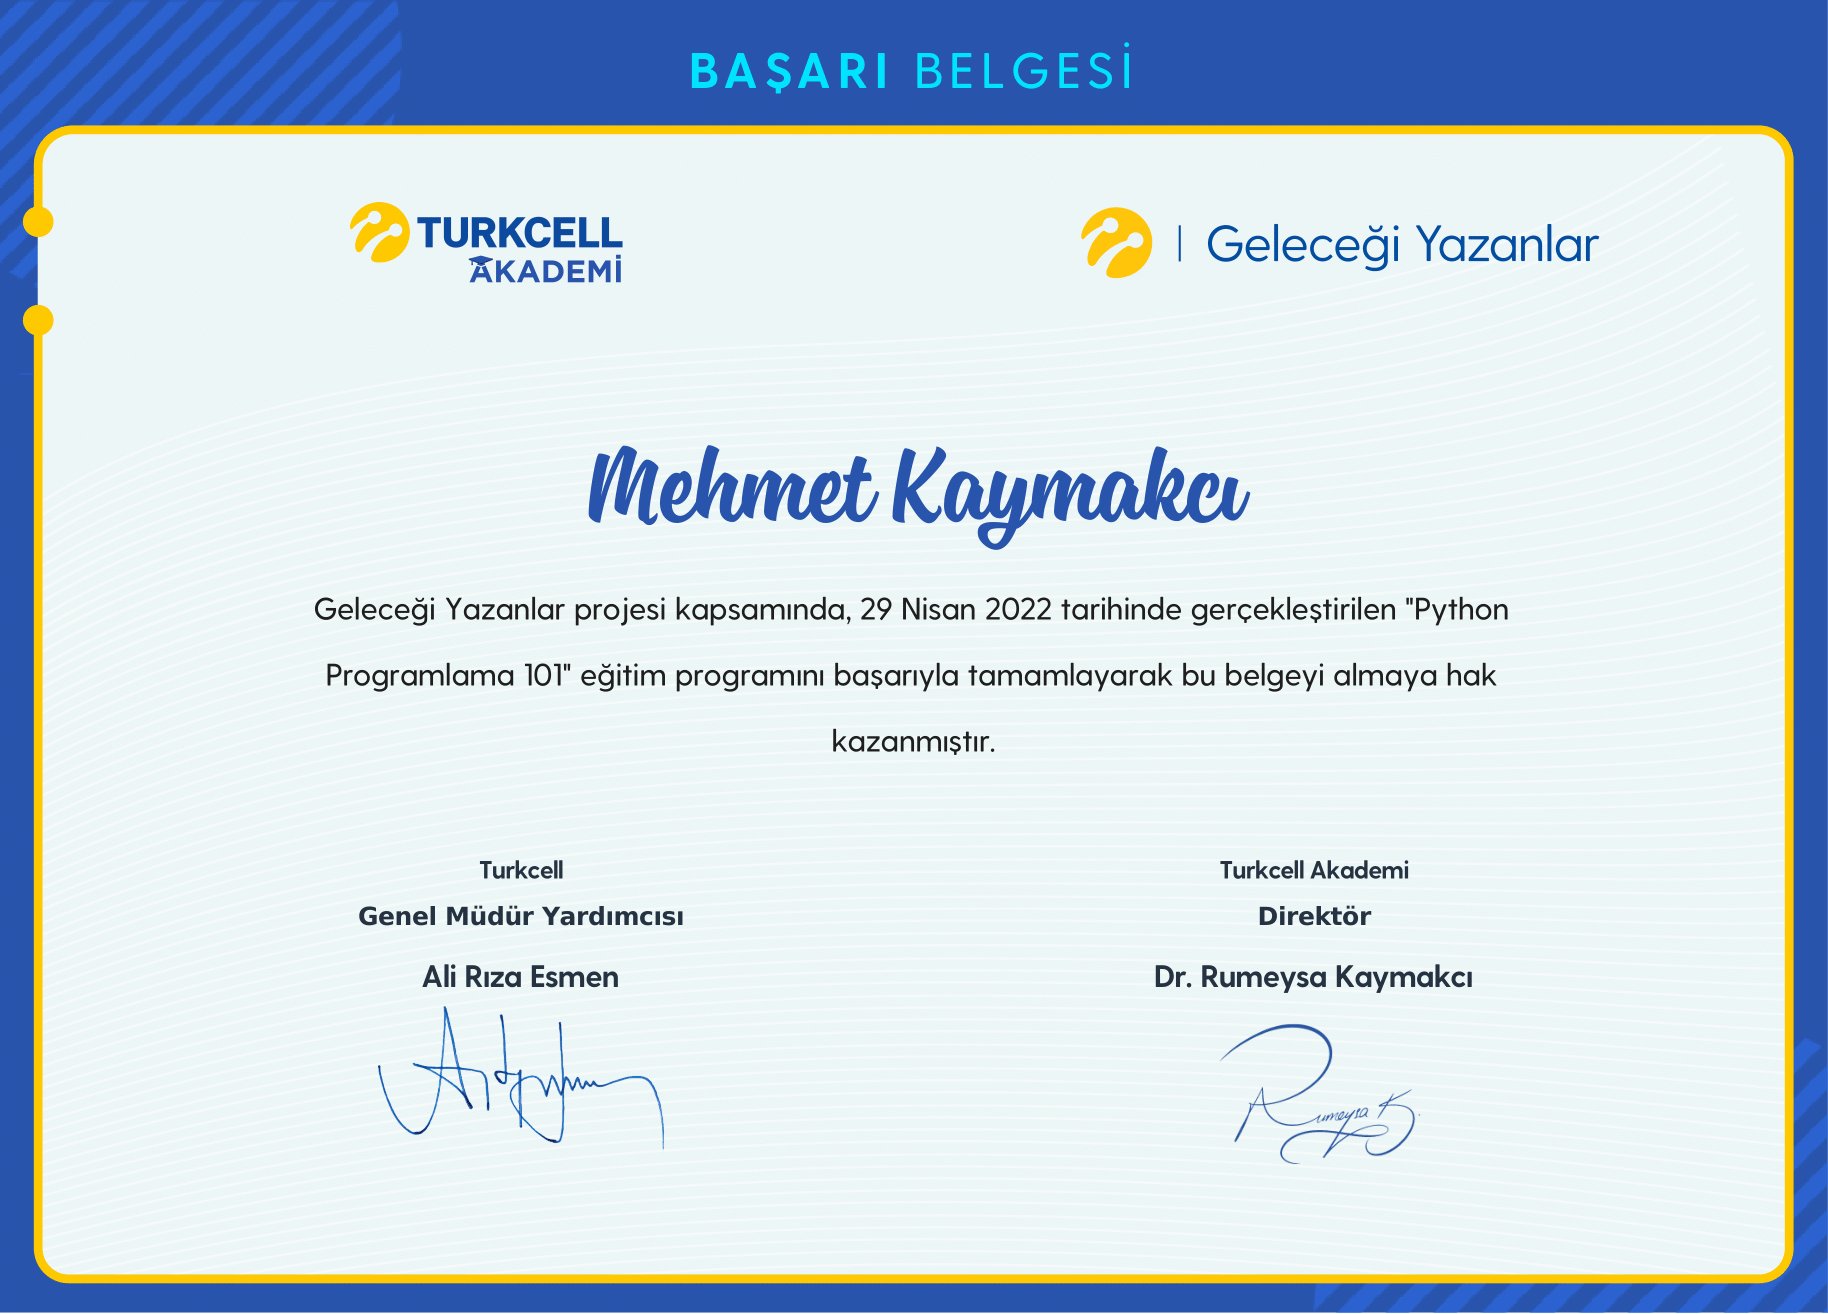 BAŞARI BELGESİ
TURKCELL
AKADEMİ
Geleceği Yazanlar
Mehmet Kaymakcı
Geleceği Yazanlar projesi kapsamında, 29 Nisan 2022 tarihinde gerçekleştirilen "Python
Programlama 101" eğitim programını başarıyla tamamlayarak bu belgeyi almaya hak
kazanmıştır.
Turkcell
Genel Müdür Yardımcısı
Ali Rıza Esmen
Turkcell Akademi
Direktör
Dr. Rumeysa Kaymakcı
Rumeysa K.